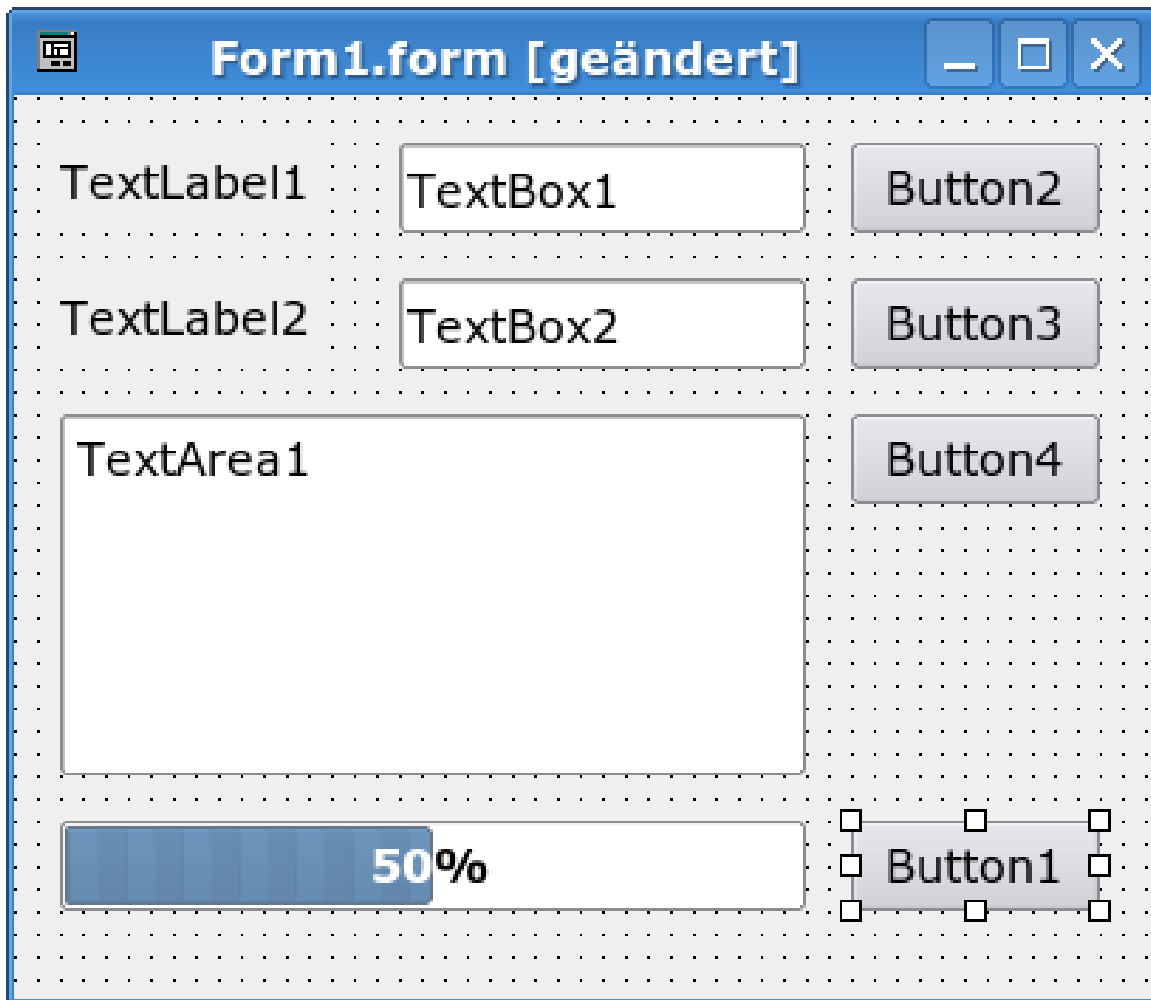 Form1.form [geändert]
TextLabel1 TextBox1 Button2
TextLabel2 TextBox2 Button3
TextArea1 Button4
50% Button1